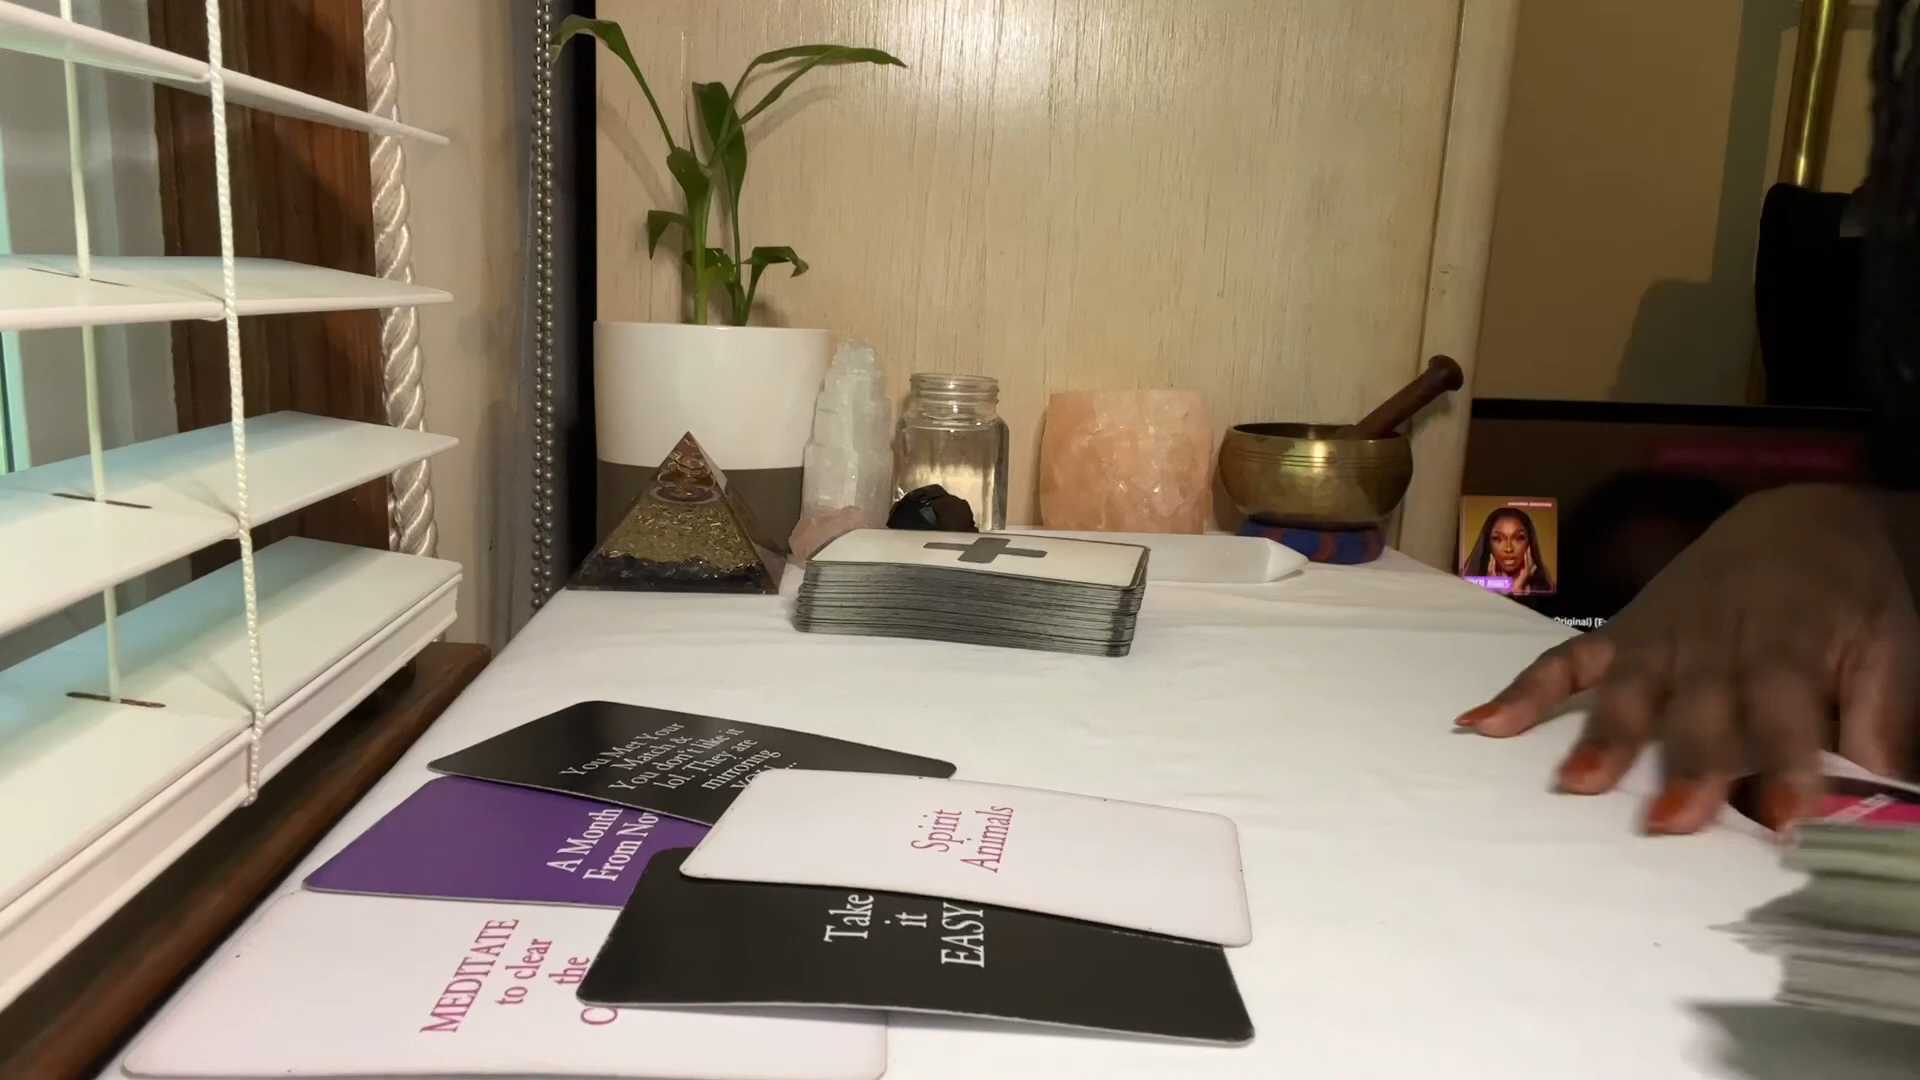 You Met Your
Match &
You don't like it
lol. They are
mirroring
A Month
From
Spirit
Animals
Take
it
EASY
MEDITATE
to clear
the
Original)